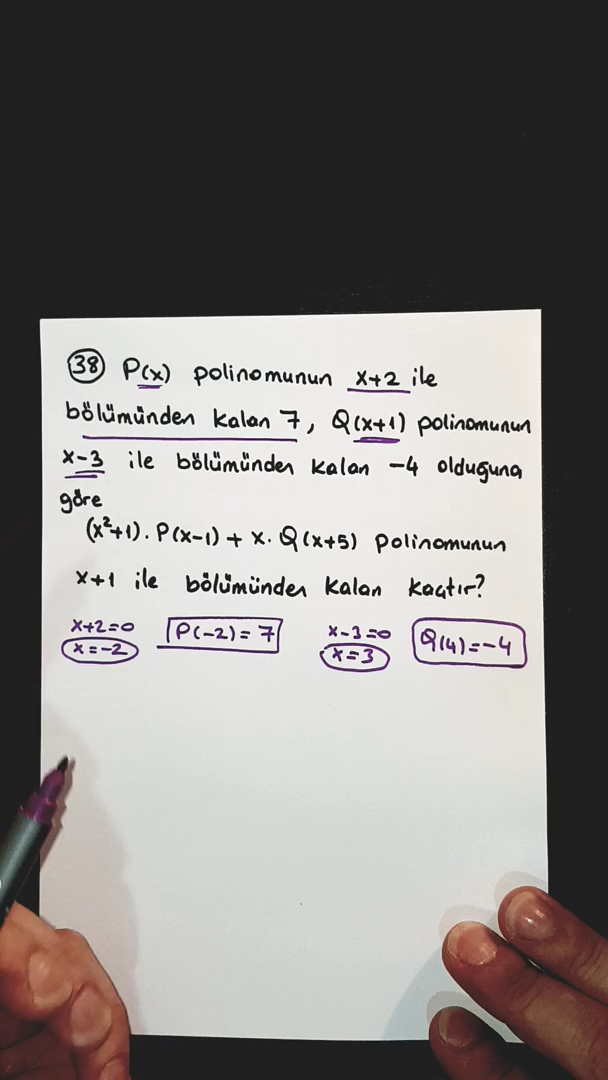 38 P(x) polinomunun x+2 ile
bölümünden kalan 7, Q(x+1) polinomunun
x-3 ile bölümünden kalan -4 olduğuna
göre
(x²+1). P(x-1) + x. Q(x+5) polinomunun
x+1 ile bölümünden kalan kaçtır?
x+2=0 P(-2)=7 x-3=0 Q(4)=-4
x=-2 x=3